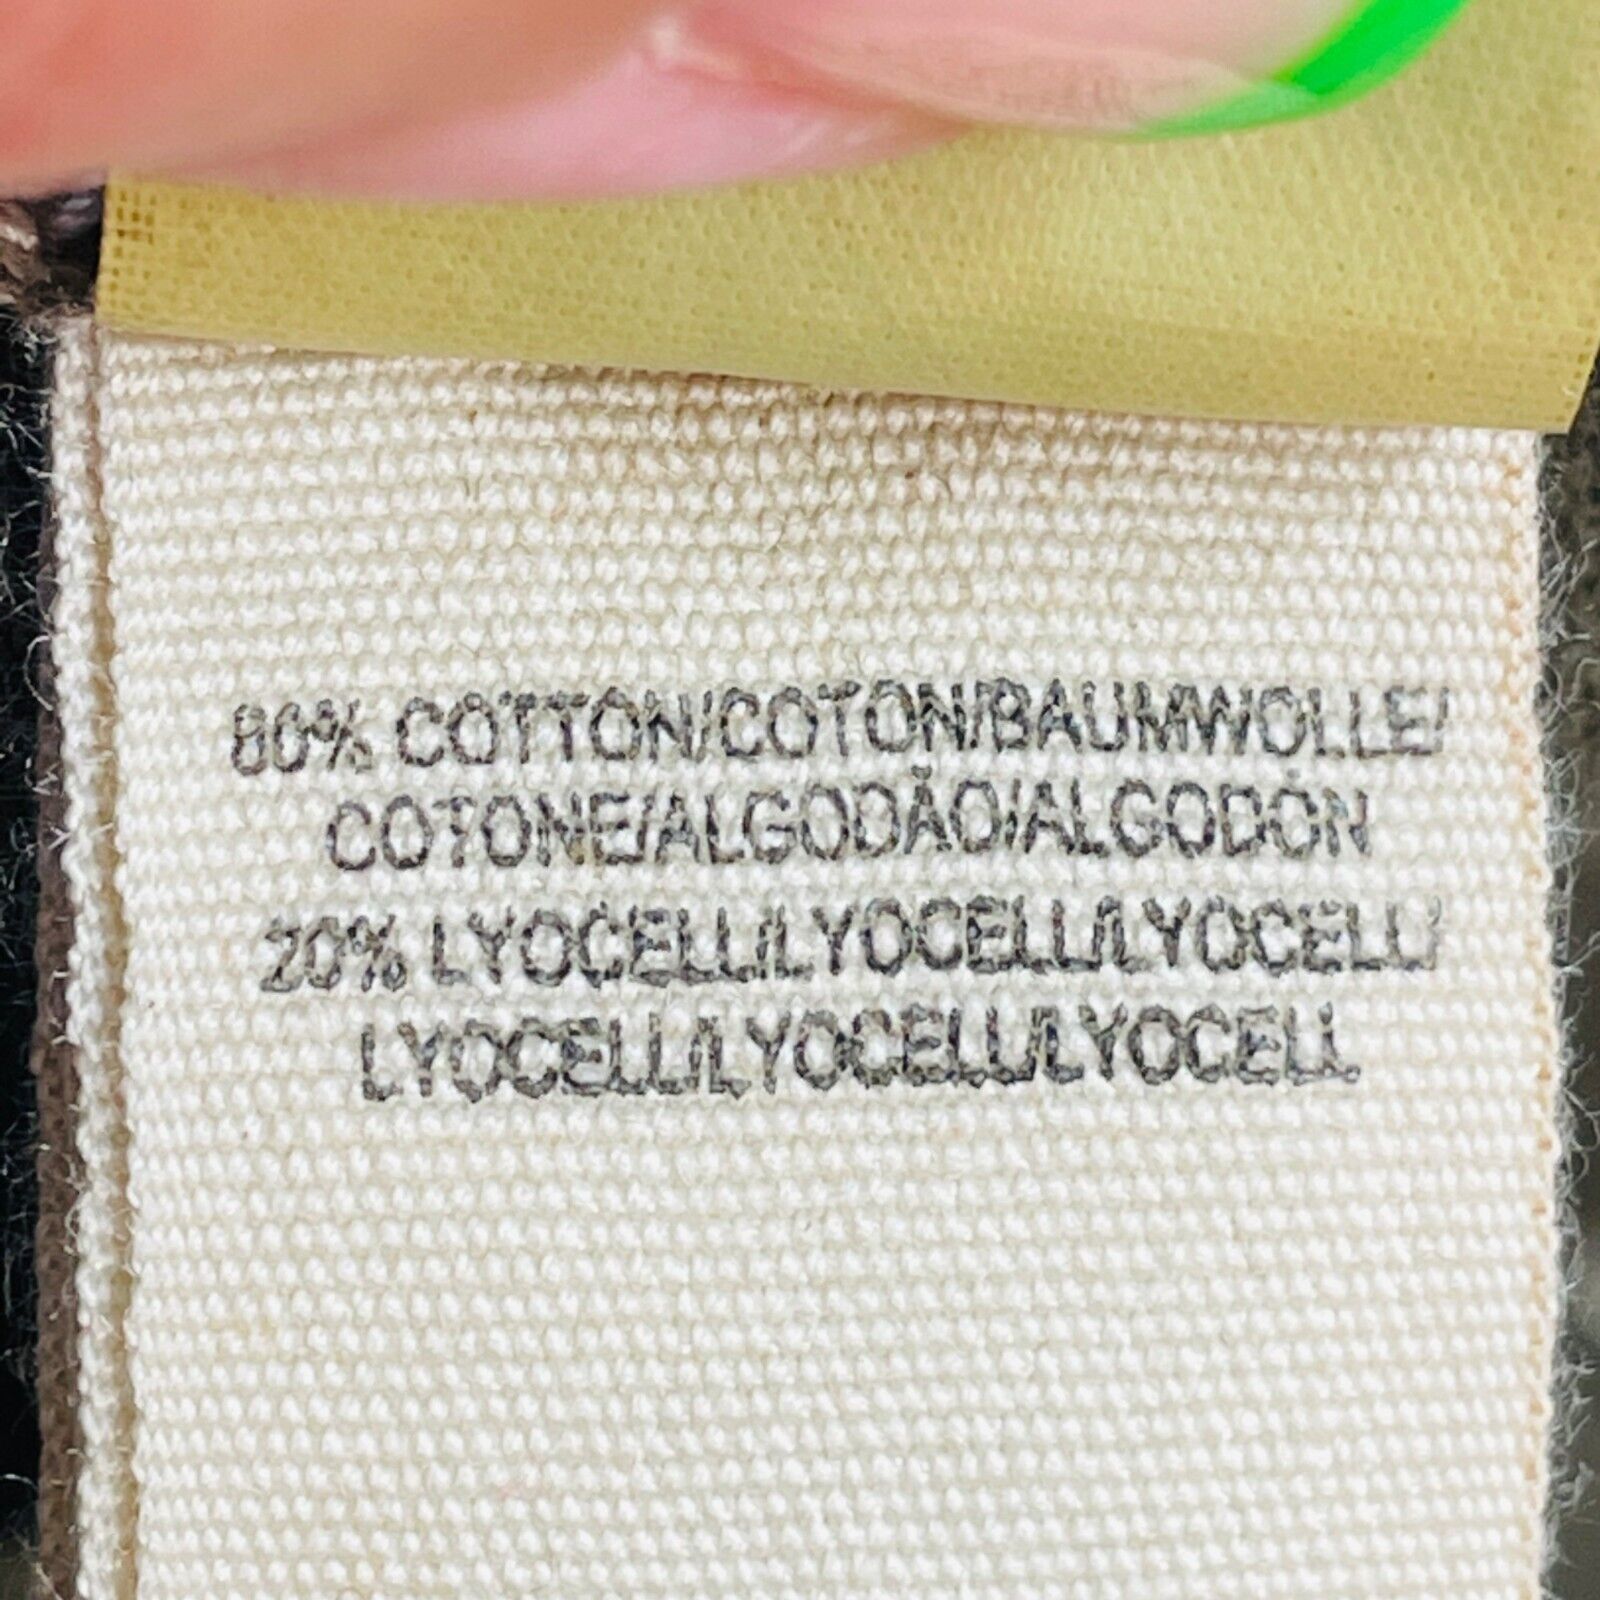 80% COTTON/COTON/BAUMWOLLE/
COTONE/ALGODÃO/ALGODÓN
20% LYOCELL/LYOCELL/LYOCELL/
LYOCELL/LYOCELL/LYOCELL.